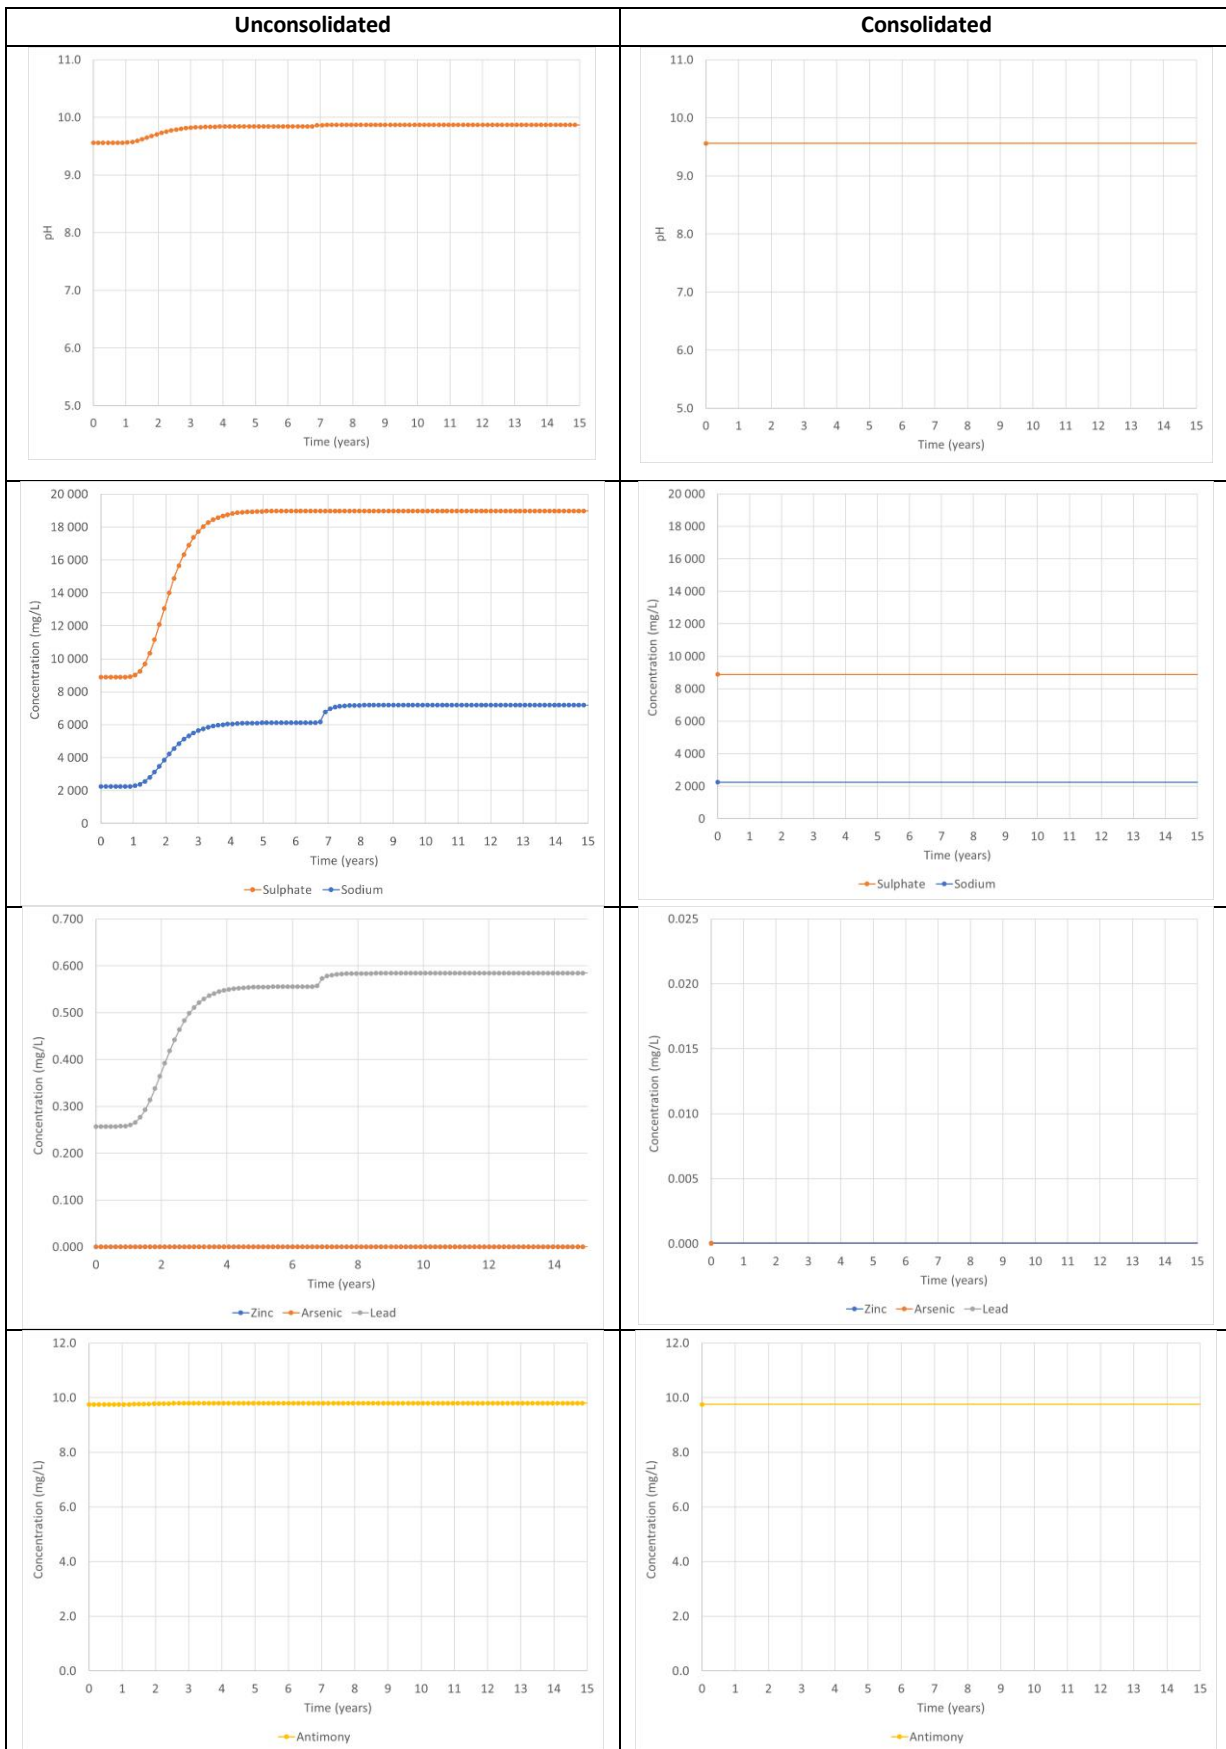 Unconsolidated
Consolidated
11.0
10.0
9.0
8.0
7.0
6.0
5.0
pH
0 1 2 3 4 5 6 7 8 9 10 11 12 13 14 15
Time (years)
11.0
10.0
9.0
8.0
7.0
6.0
5.0
pH
0 1 2 3 4 5 6 7 8 9 10 11 12 13 14 15
Time (years)
20 000
18 000
16 000
14 000
12 000
10 000
8 000
6 000
4 000
2 000
0
Concentration (mg/L)
0 1 2 3 4 5 6 7 8 9 10 11 12 13 14 15
Time (years)
Sulphate Sodium
20 000
18 000
16 000
14 000
12 000
10 000
8 000
6 000
4 000
2 000
0
Concentration (mg/L)
0 1 2 3 4 5 6 7 8 9 10 11 12 13 14 15
Time (years)
Sulphate Sodium
0.700
0.600
0.500
0.400
0.300
0.200
0.100
0.000
Concentration (mg/L)
0 2 4 6 8 10 12 14
Time (years)
Zinc Arsenic Lead
0.025
0.020
0.015
0.010
0.005
0.000
Concentration (mg/L)
0 1 2 3 4 5 6 7 8 9 10 11 12 13 14 15
Time (years)
Zinc Arsenic Lead
12.0
10.0
8.0
6.0
4.0
2.0
0.0
Concentration (mg/L)
0 1 2 3 4 5 6 7 8 9 10 11 12 13 14 15
Time (years)
Antimony
12.0
10.0
8.0
6.0
4.0
2.0
0.0
Concentration (mg/L)
0 1 2 3 4 5 6 7 8 9 10 11 12 13 14 15
Time (years)
Antimony